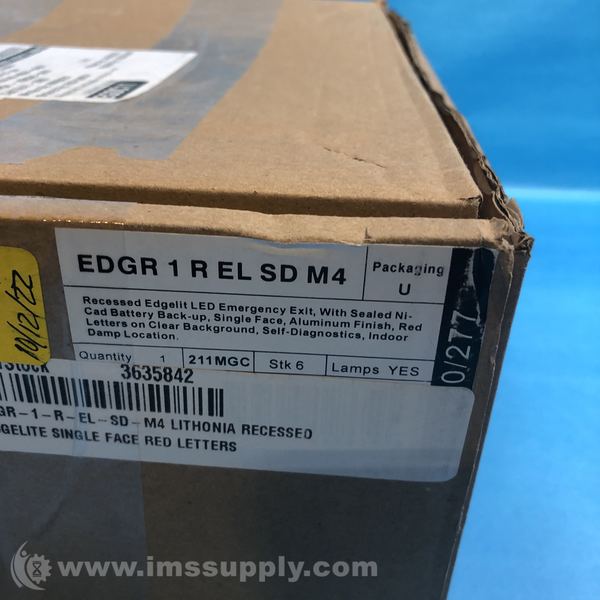 EDGR 1 R EL SD M4
Packaging
U
Recessed Edgelit LED Emergency Exit, With Sealed Ni-
Cad Battery Back-up, Single Face, Aluminum Finish, Red
Letters on Clear Background, Self-Diagnostics, Indoor
Damp Location.
Quantity 1 211MGC Stk 6 Lamps YES
0/277
10/12/22
3635842
GR-1-R-EL-SD-M4 LITHONIA RECESSED
GELITE SINGLE FACE RED LETTERS
www.imssupply.com